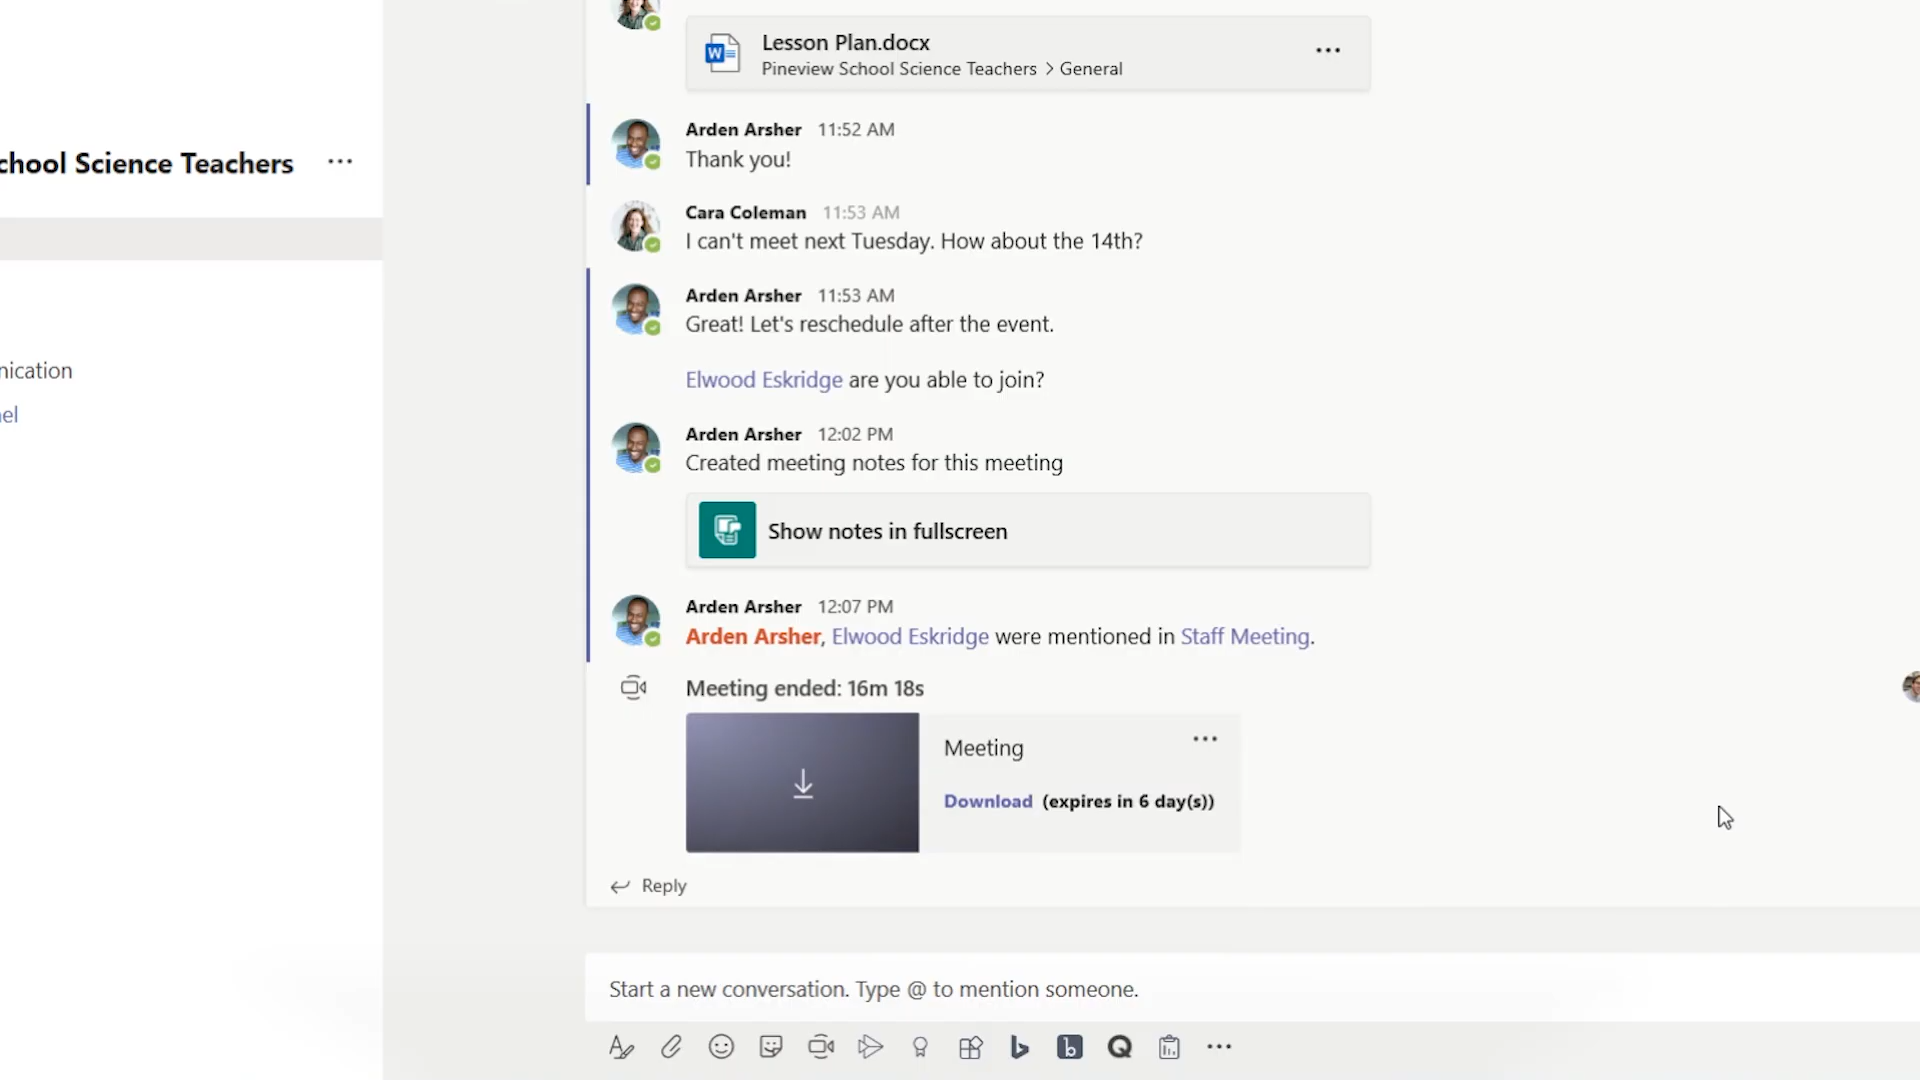 Lesson Plan.docx
Pineview School Science Teachers > General
Arden Arsher 11:52 AM
Thank you!
chool Science Teachers
Cara Coleman 11:53 AM
I can't meet next Tuesday. How about the 14th?
Arden Arsher 11:53 AM
Great! Let's reschedule after the event.
nication
Elwood Eskridge are you able to join?
el
Arden Arsher 12:02 PM
Created meeting notes for this meeting
Show notes in fullscreen
Arden Arsher 12:07 PM
Arden Arsher, Elwood Eskridge were mentioned in Staff Meeting.
Meeting ended: 16m 18s
Meeting
Download (expires in 6 day(s))
Reply
Start a new conversation. Type @ to mention someone.